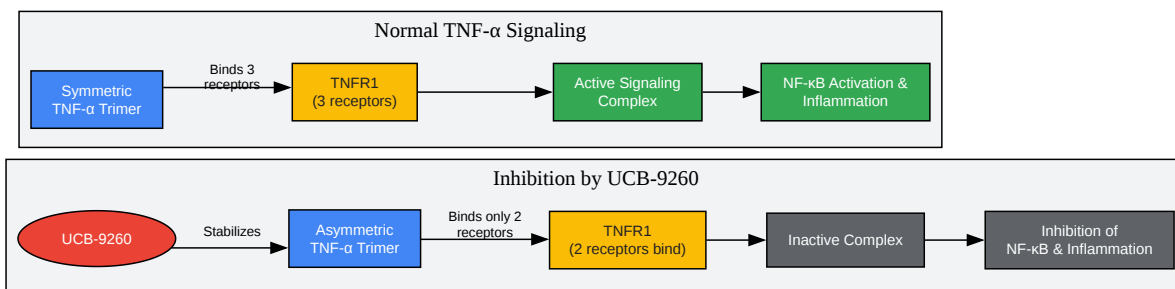 Normal TNF-α Signaling
Symmetric
TNF-α Trimer
Binds 3
receptors
TNFR1
(3 receptors)
Active Signaling
Complex
NF-κB Activation &
Inflammation
Inhibition by UCB-9260
UCB-9260
Stabilizes
Asymmetric
TNF-α Trimer
Binds only 2
receptors
TNFR1
(2 receptors bind)
Inactive Complex
Inhibition of
NF-κB & Inflammation